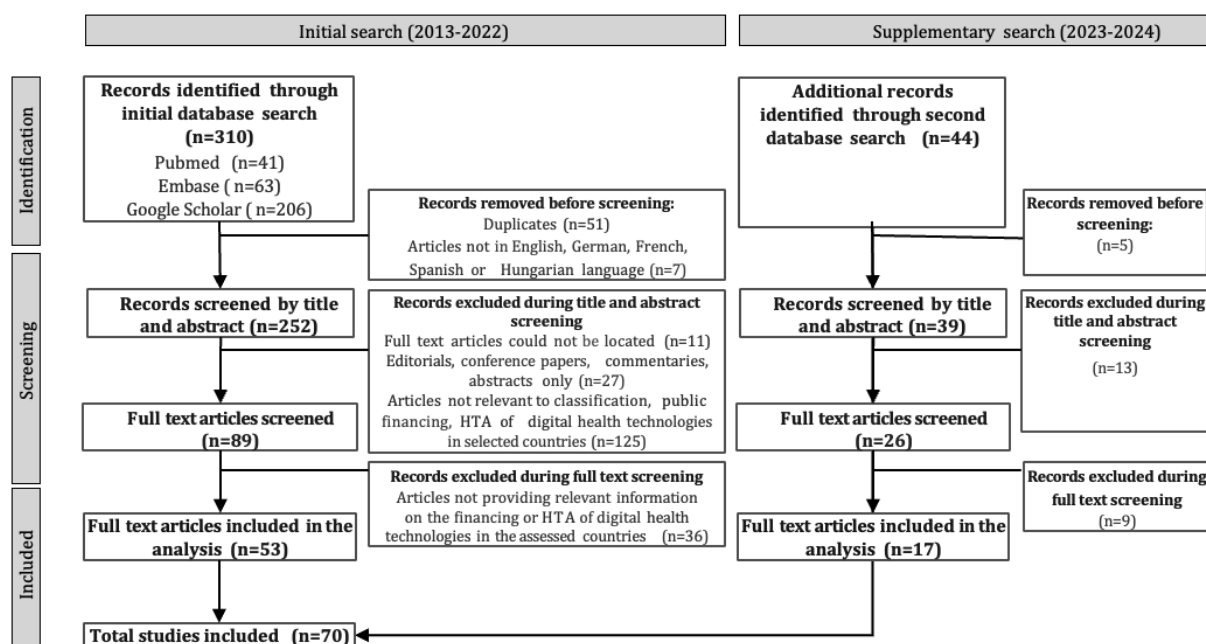 Initial search (2013-2022)
Supplementary search (2023-2024)
Identification
Records identified through
initial database search
(n=310)
Pubmed (n=41)
Embase ( n=63)
Google Scholar ( n=206)
Additional records
identified through second
database search (n=44)
Records removed before screening:
Duplicates (n=51)
Articles not in English, German, French,
Spanish or Hungarian language (n=7)
Records removed before
screening:
(n=5)
Screening
Records screened by title
and abstract (n=252)
Records excluded during title and abstract
screening
Full text articles could not be located (n=11)
Editorials, conference papers, commentaries,
abstracts only (n=27)
Articles not relevant to classification, public
financing, HTA of digital health technologies
in selected countries (n=125)
Records screened by title
and abstract (n=39)
Records excluded during
title and abstract
screening
(n=13)
Full text articles screened
(n=89)
Full text articles screened
(n=26)
Records excluded during full text screening
Articles not providing relevant information
on the financing or HTA of digital health
technologies in the assessed countries (n=36)
Records excluded during
full text screening
(n=9)
Included
Full text articles included in the
analysis (n=53)
Full text articles included in the
analysis (n=17)
Total studies included (n=70)